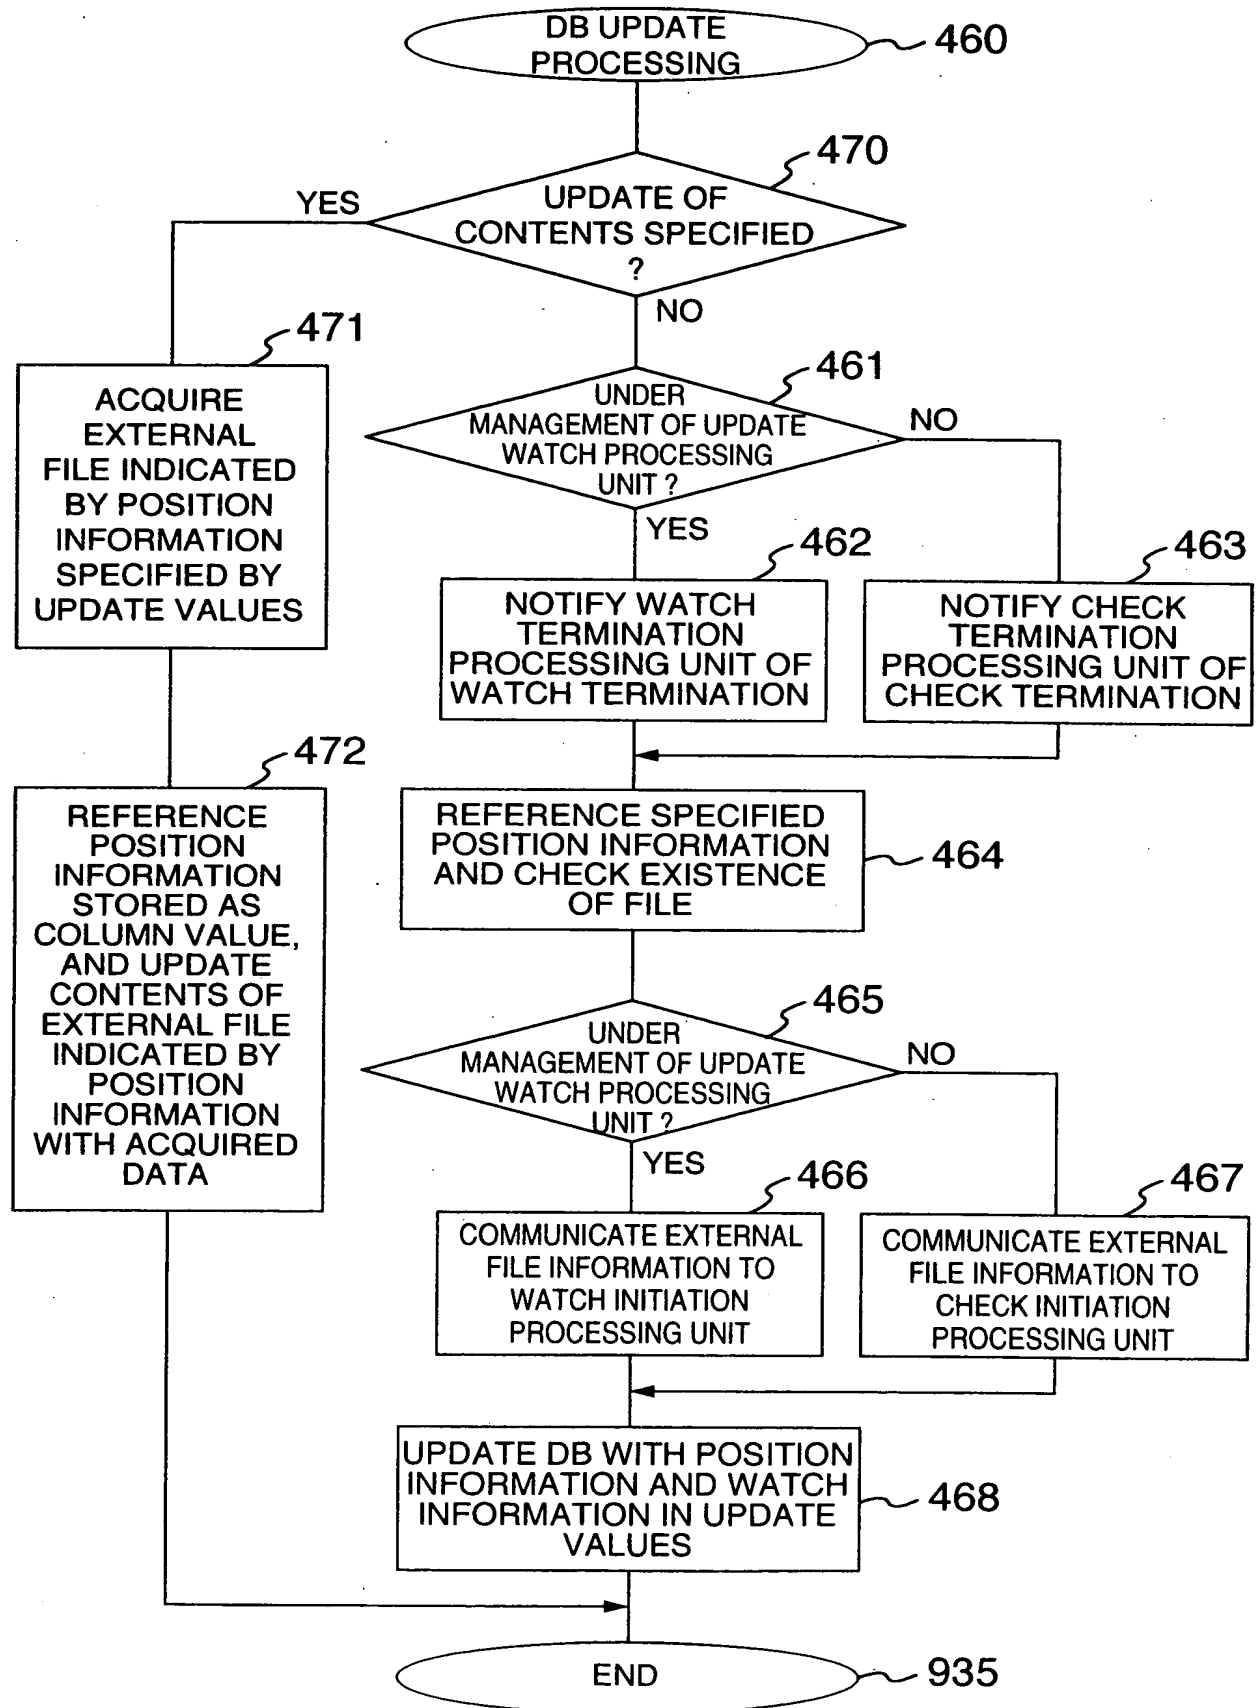 DB UPDATE
PROCESSING
460
470
UPDATE OF
CONTENTS SPECIFIED
?
YES
NO
471
ACQUIRE
EXTERNAL
FILE INDICATED
BY POSITION
INFORMATION
SPECIFIED BY
UPDATE VALUES
461
UNDER
MANAGEMENT OF UPDATE
WATCH PROCESSING
UNIT ?
NO
YES
462
NOTIFY WATCH
TERMINATION
PROCESSING UNIT OF
WATCH TERMINATION
463
NOTIFY CHECK
TERMINATION
PROCESSING UNIT OF
CHECK TERMINATION
472
REFERENCE
POSITION
INFORMATION
STORED AS
COLUMN VALUE,
AND UPDATE
CONTENTS OF
EXTERNAL FILE
INDICATED BY
POSITION
INFORMATION
WITH ACQUIRED
DATA
REFERENCE SPECIFIED
POSITION INFORMATION
AND CHECK EXISTENCE
OF FILE
464
465
UNDER
MANAGEMENT OF UPDATE
WATCH PROCESSING
UNIT ?
NO
YES
466
COMMUNICATE EXTERNAL
FILE INFORMATION TO
WATCH INITIATION
PROCESSING UNIT
467
COMMUNICATE EXTERNAL
FILE INFORMATION TO
CHECK INITIATION
PROCESSING UNIT
UPDATE DB WITH POSITION
INFORMATION AND WATCH
INFORMATION IN UPDATE
VALUES
468
END
935